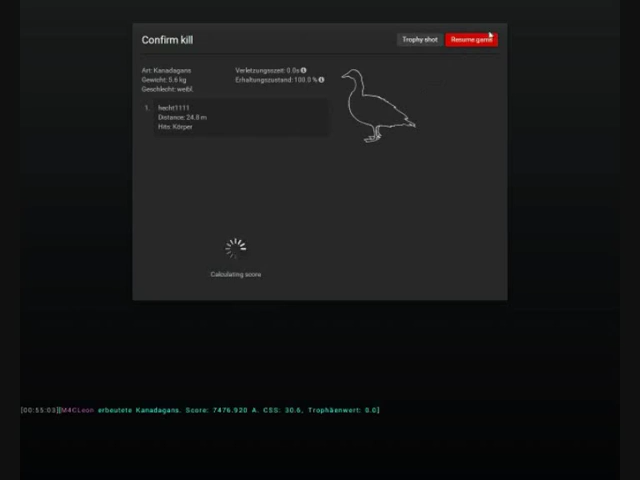 Confirm kill
Trophy shot
Resume game
Art: Kanadagans
Gewicht: 5.6 kg
Geschlecht: weibl.
Verletzungszeit: 0.0s
Erhaltungszustand: 100.0 %
1. hecht1111
Distance: 24.8 m
Hits: Körper
Calculating score
[00:55:03][M4CLeon erbeutete Kanadagans. Score: 7476.920 A. CSS: 30.6, Trophäenwert: 0.0]